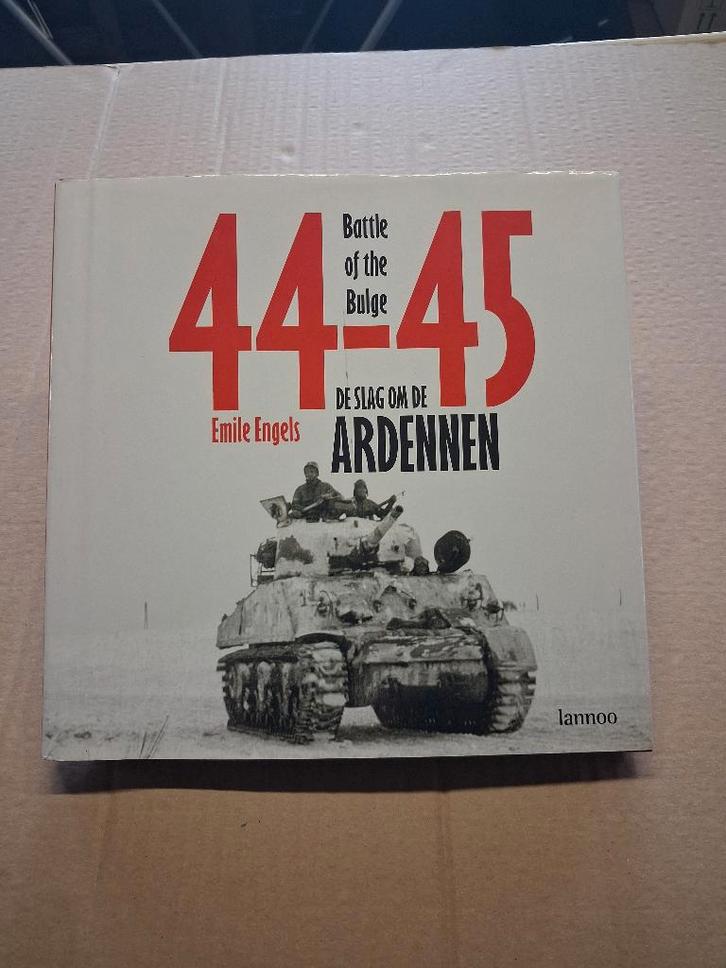 Battle
of the
Bulge
44-45
DE SLAG OM DE
ARDENNEN
Emile Engels
lannoo